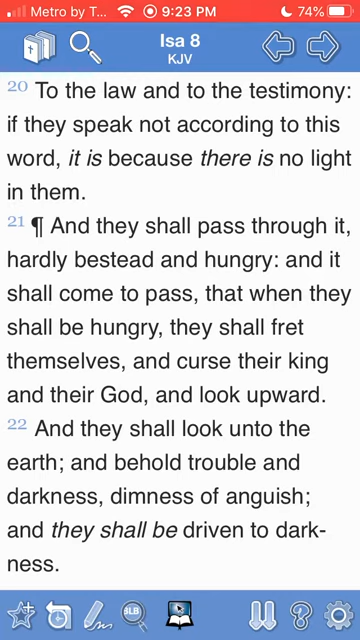 Metro by T... 9:23 PM 74%
Isa 8
KJV
20 To the law and to the testimony:
if they speak not according to this
word, it is because there is no light
in them.
21 ¶ And they shall pass through it,
hardly bestead and hungry: and it
shall come to pass, that when they
shall be hungry, they shall fret
themselves, and curse their king
and their God, and look upward.
22 And they shall look unto the
earth; and behold trouble and
darkness, dimness of anguish;
and they shall be driven to dark-
ness.
SLB